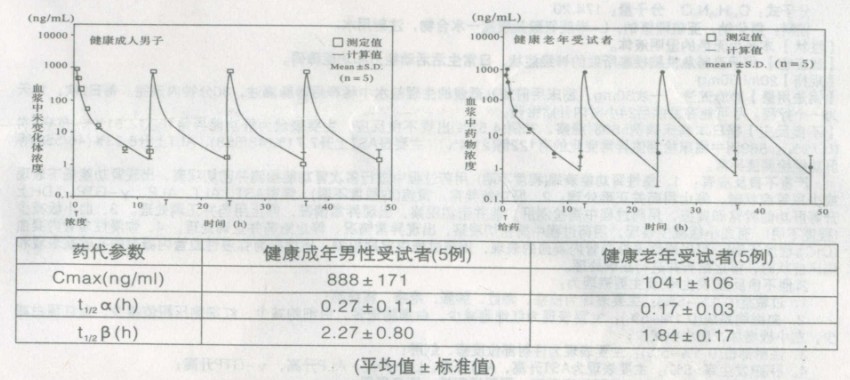 (ng/mL)
10000
1000
100
10
1
0.1
健康成人男子
测定值
计算值
Mean ±S.D.
(n=5)
血浆中未变化体浓度
0
10
20
30
40
50
浓度
时间 (h)
(ng/mL)
10000
1000
100
10
1
0.1
健康老年受试者
测定值
计算值
mean ±S.D. (n=5)
血浆中药物浓度
0
10
20
30
40
50
给药
时间 (h)
药代参数 健康成年男性受试者(5例) 健康老年受试者(5例)
Cmax(ng/ml) 888±171 1041±106
t1/2α(h) 0.27±0.11 0.17±0.03
t1/2β(h) 2.27±0.80 1.84±0.17
(平均值±标准值)